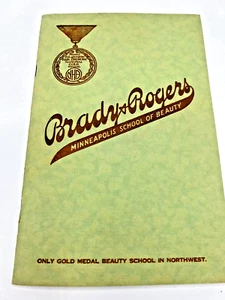 Brady & Rogers
MINNEAPOLIS SCHOOL OF BEAUTY
ONLY GOLD MEDAL BEAUTY SCHOOL IN NORTHWEST.